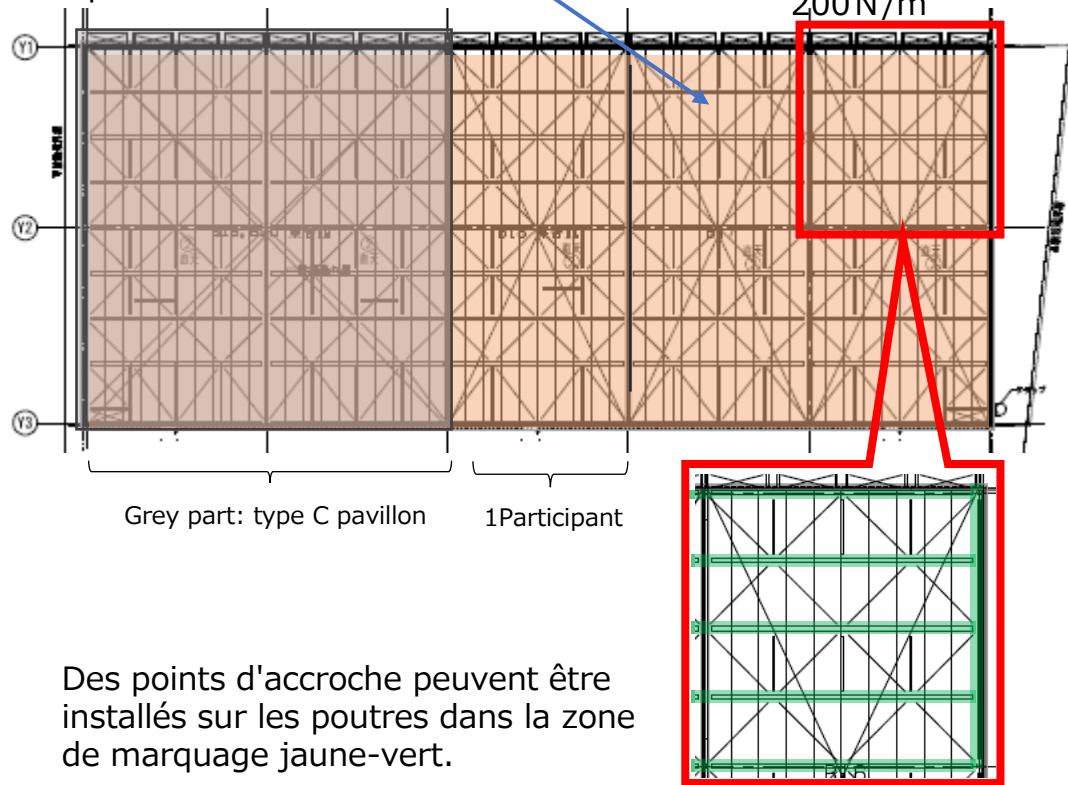 200N/m
Y1
Y2
Y3
Grey part: type C pavillon
1Participant
Des points d'accroche peuvent être
installés sur les poutres dans la zone
de marquage jaune-vert.